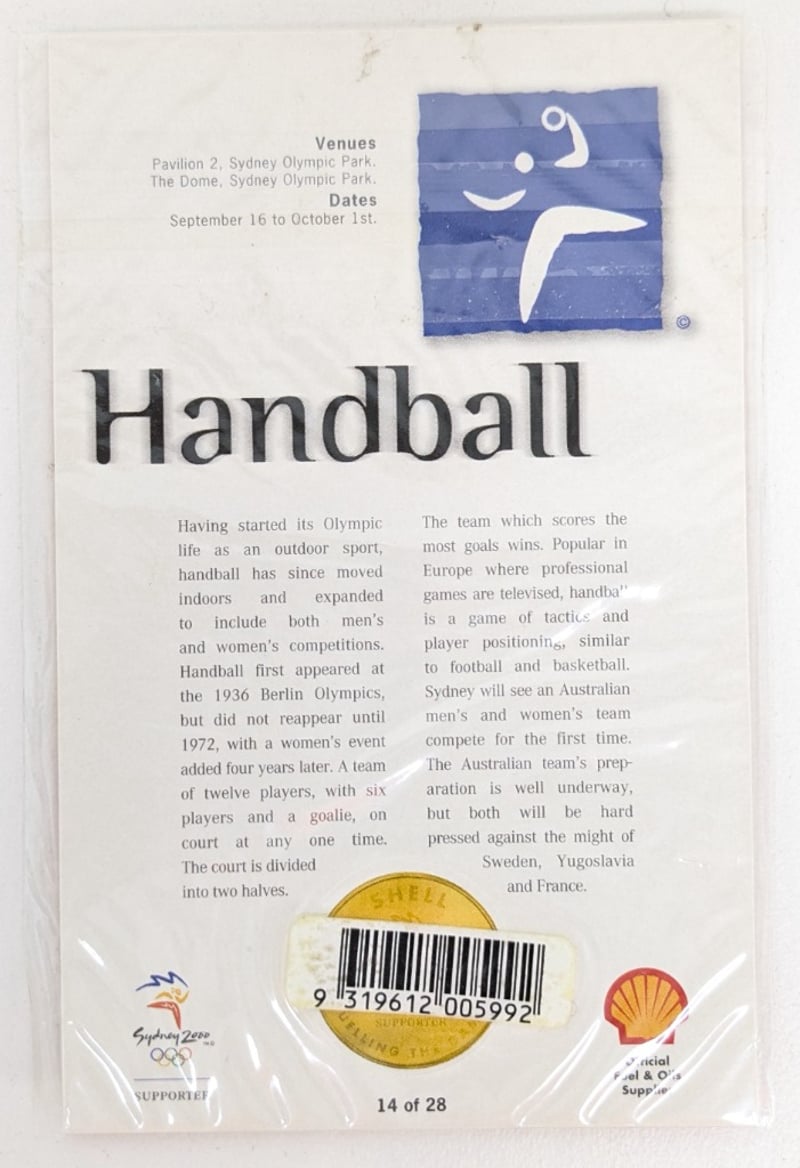 Venues
Pavilion 2, Sydney Olympic Park.
The Dome, Sydney Olympic Park.
Dates
September 16 to October 1st.
©
Handball
Having started its Olympic
life as an outdoor sport,
handball has since moved
indoors and expanded
to include both men's
and women's competitions.
Handball first appeared at
the 1936 Berlin Olympics,
but did not reappear until
1972, with a women's event
added four years later. A team
of twelve players, with six
players and a goalie, on
court at any one time.
The court is divided
into two halves.
The team which scores the
most goals wins. Popular in
Europe where professional
games are televised, handball
is a game of tactics and
player positioning, similar
to football and basketball.
Sydney will see an Australian
men's and women's team
compete for the first time.
The Australian team's prep-
aration is well underway,
but both will be hard
pressed against the might of
Sweden, Yugoslavia
and France.
SHELL
9 319612 005992
SUPPORTER
THE
Sydney 2000
SUPPORTER
Official
Fuel & Oils
Supplier
14 of 28